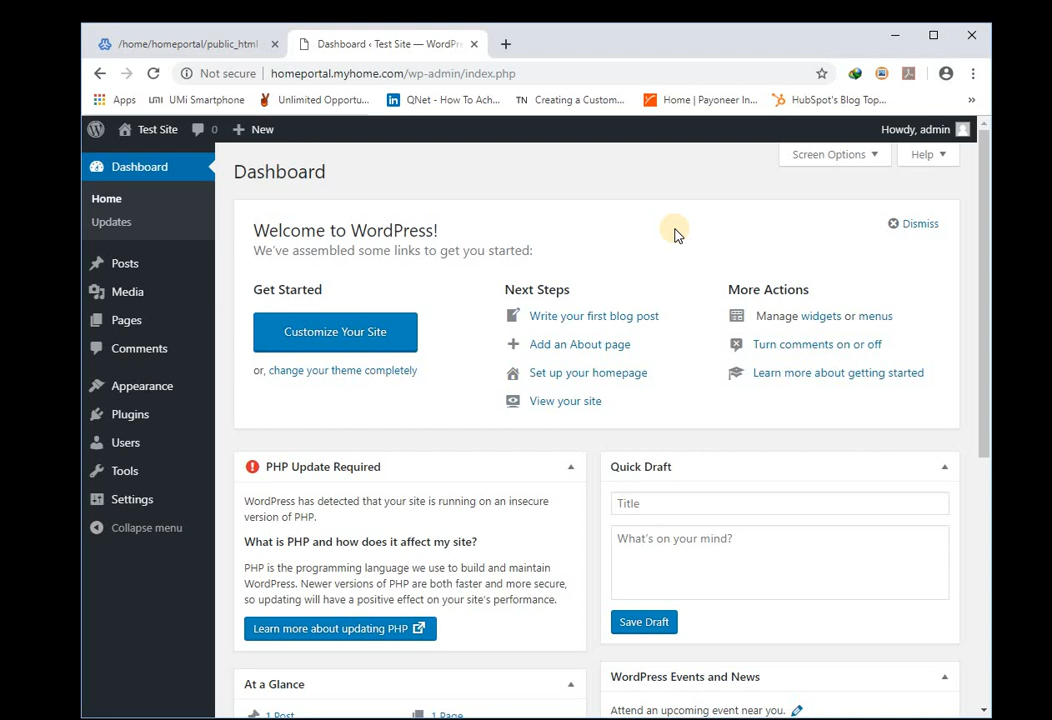 /home/homeportal/public_html
Dashboard ‹ Test Site — WordPr
Not secure
homeportal.myhome.com/wp-admin/index.php
Apps
UMi
UMi Smartphone
Unlimited Opportu...
in
QNet - How To Ach...
TN
Creating a Custom...
Home | Payoneer In...
HubSpot's Blog Top...
»
Test Site
0
+ New
Howdy, admin
Dashboard
Home
Updates
Posts
Media
Pages
Comments
Appearance
Plugins
Users
Tools
Settings
Collapse menu
Screen Options ▼
Help ▼
Dashboard
Welcome to WordPress!
We've assembled some links to get you started:
Dismiss
Get Started
Customize Your Site
or, change your theme completely
Next Steps
Write your first blog post
Add an About page
Set up your homepage
View your site
More Actions
Manage widgets or menus
Turn comments on or off
Learn more about getting started
PHP Update Required
WordPress has detected that your site is running on an insecure
version of PHP.
What is PHP and how does it affect my site?
PHP is the programming language we use to build and maintain
WordPress. Newer versions of PHP are both faster and more secure,
so updating will have a positive effect on your site's performance.
Learn more about updating PHP
At a Glance
1 Post
1 Page
Quick Draft
Title
What's on your mind?
Save Draft
WordPress Events and News
Attend an upcoming event near you.